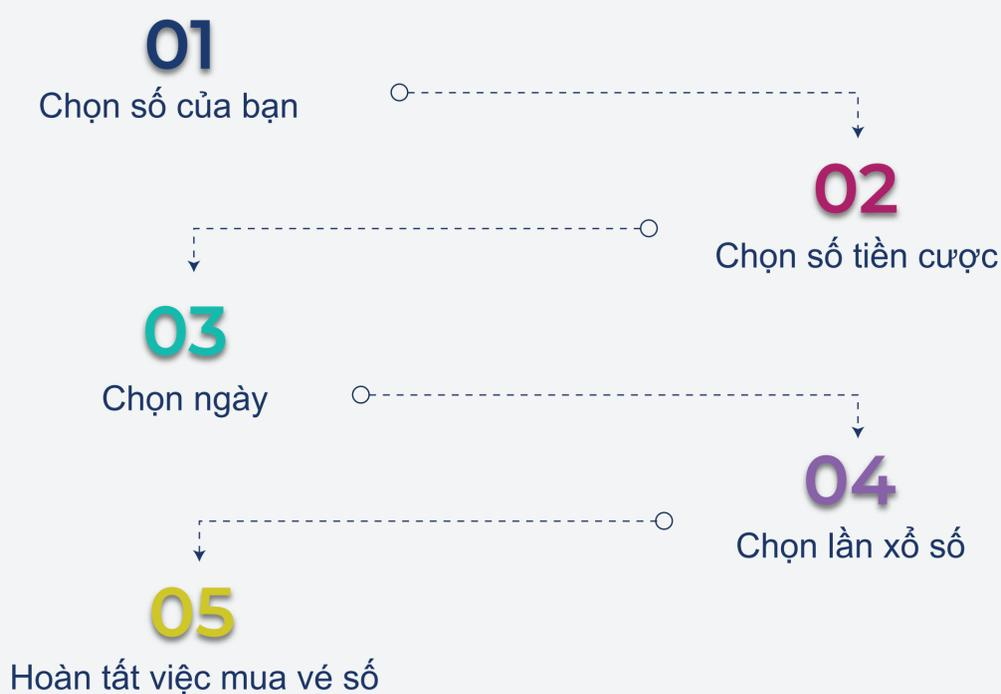 01
Chọn số của bạn
02
Chọn số tiền cược
03
Chọn ngày
04
Chọn lần xổ số
05
Hoàn tất việc mua vé số